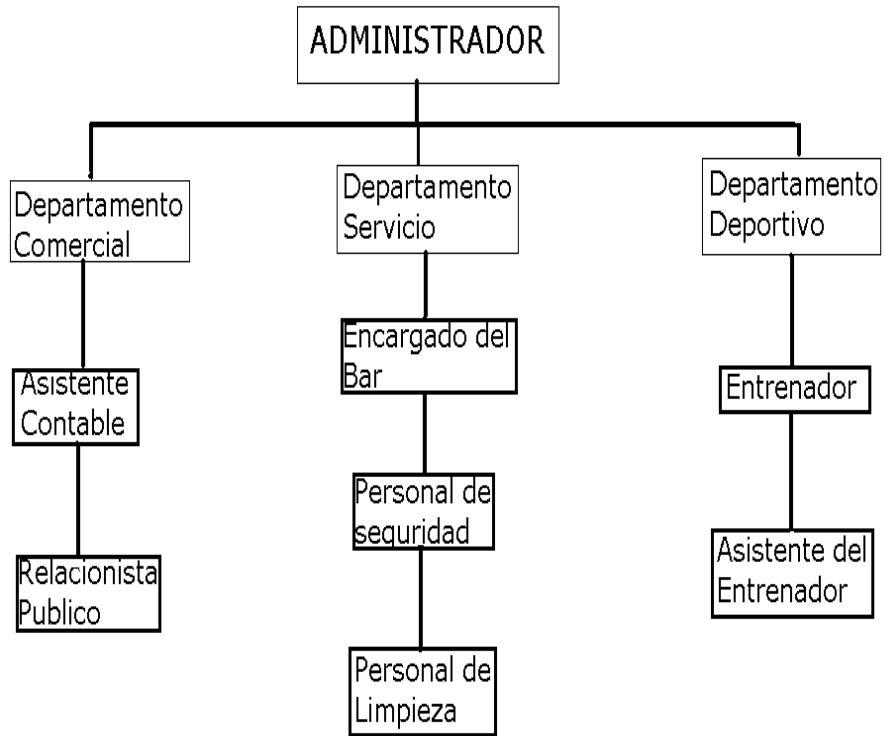 ADMINISTRADOR
Departamento
Comercial
Departamento
Servicio
Departamento
Deportivo
Asistente
Contable
Encargado del
Bar
Entrenador
Relacionista
Publico
Personal de
seguridad
Asistente del
Entrenador
Personal de
Limpieza